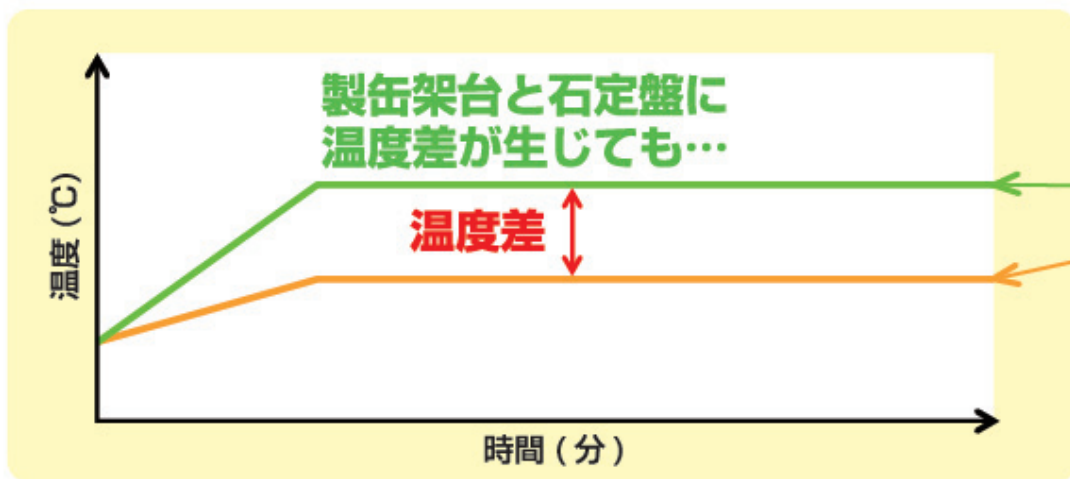 製缶架台と石定盤に
温度差が生じても…
温度差
温度（℃）
時間（分）